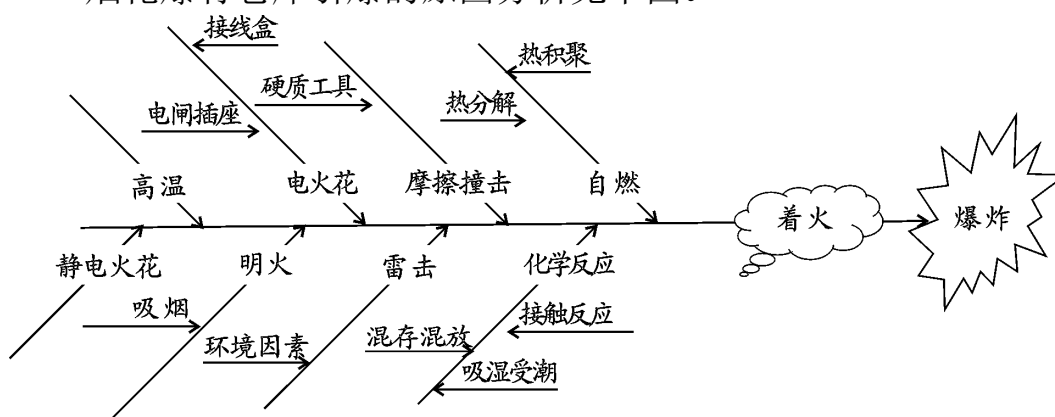 接线盒
热积聚
硬质工具
热分解
电闸插座
高温
电火花
摩擦撞击
自燃
着火
爆炸
静电火花
明火
雷击
化学反应
吸烟
接触反应
环境因素
混存混放
吸湿受潮